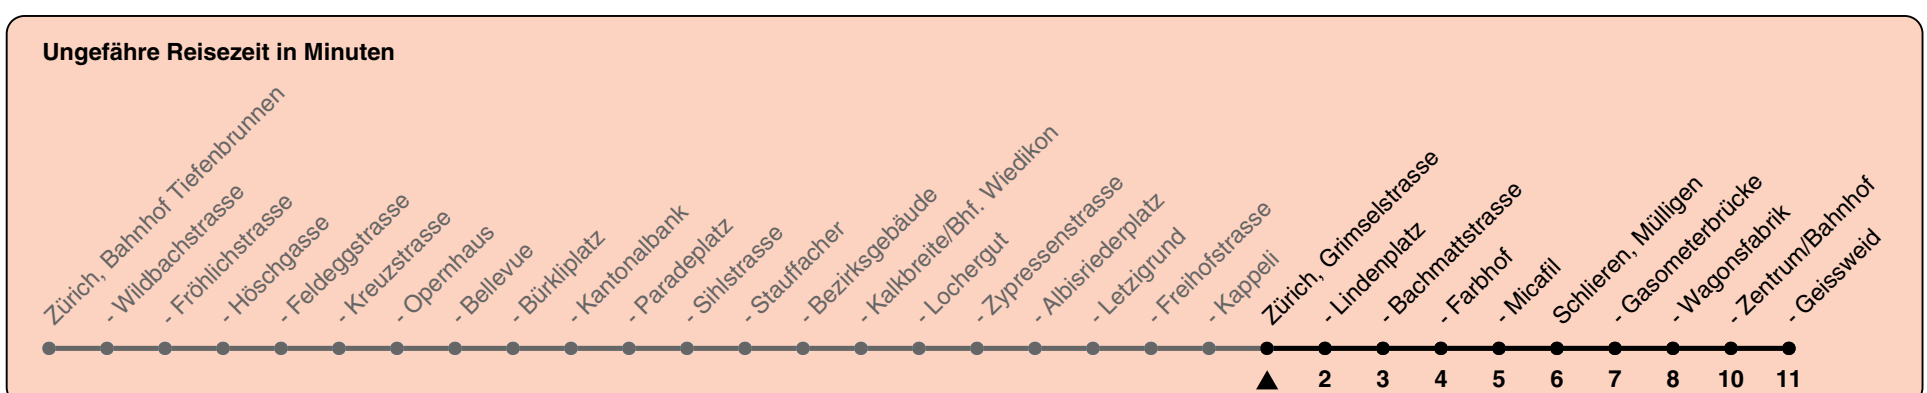 Ungefähre Reisezeit in Minuten
Zürich, Bahnhof Tiefenbrunnen
- Wildbachstrasse
- Fröhlichstrasse
- Höschgasse
- Feldeggstrasse
- Kreuzstrasse
- Opernhaus
- Bellevue
- Bürkliplatz
- Kantonalbank
- Paradeplatz
- Sihlstrasse
- Stauffacher
- Bezirksgebäude
- Kalkbreite/Bhf. Wiedikon
- Lochergut
- Zypressenstrasse
- Albisriederplatz
- Letzigrund
- Freihofstrasse
- Kappeli
Zürich, Grimselstrasse
- Lindenplatz
- Bachmattstrasse
- Farbhof
- Micafil
Schlieren, Mülligen
- Gasometerbrücke
- Wagonsfabrik
- Zentrum/Bahnhof
- Geissweid
2 3 4 5 6 7 8 10 11